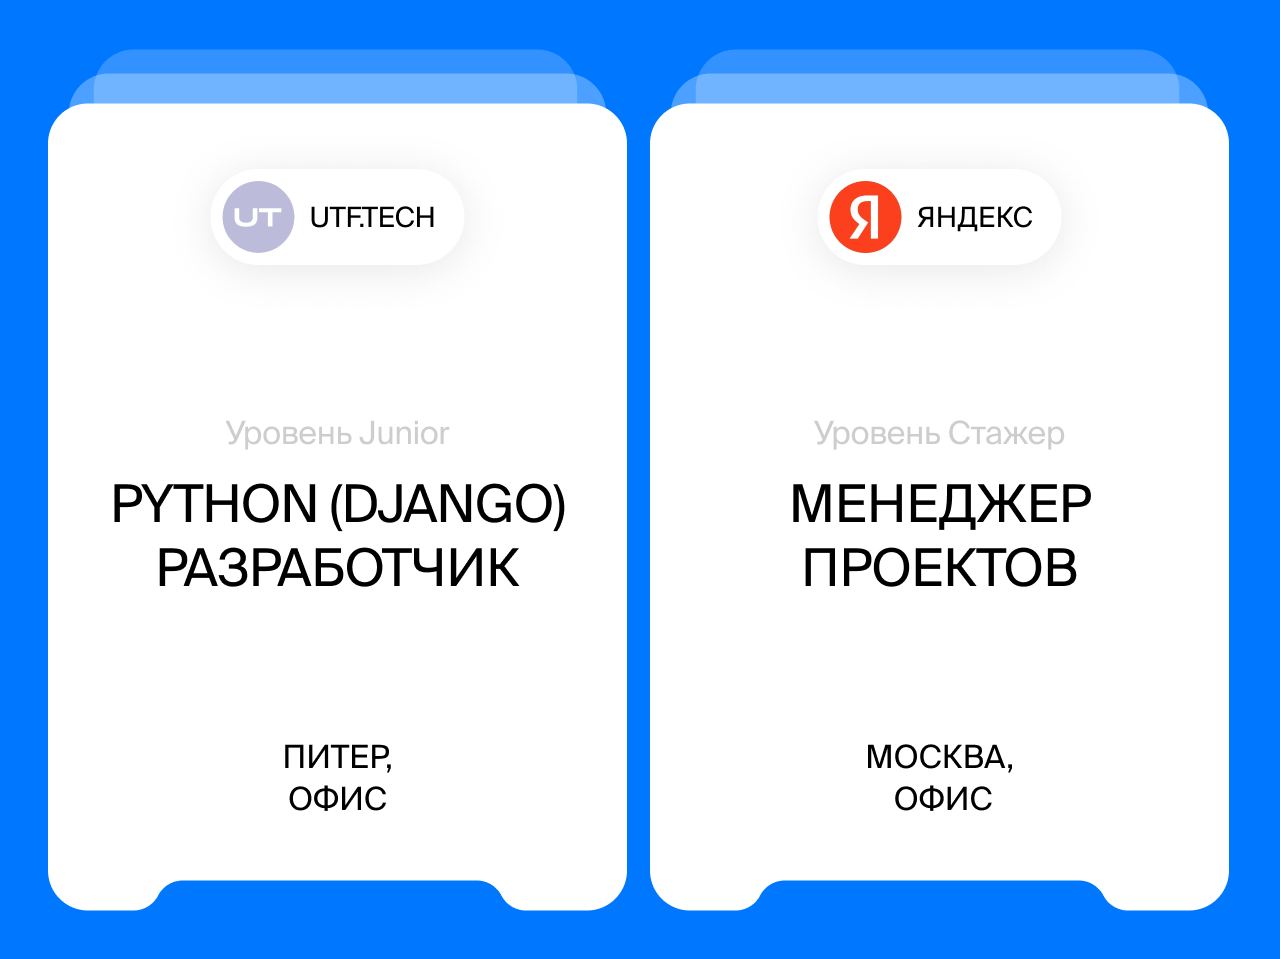 UT UTF.TECH
Уровень Junior
PYTHON (DJANGO)
РАЗРАБОТЧИК
ПИТЕР,
ОФИС
Я ЯНДЕКС
Уровень Стажер
МЕНЕДЖЕР
ПРОЕКТОВ
МОСКВА,
ОФИС